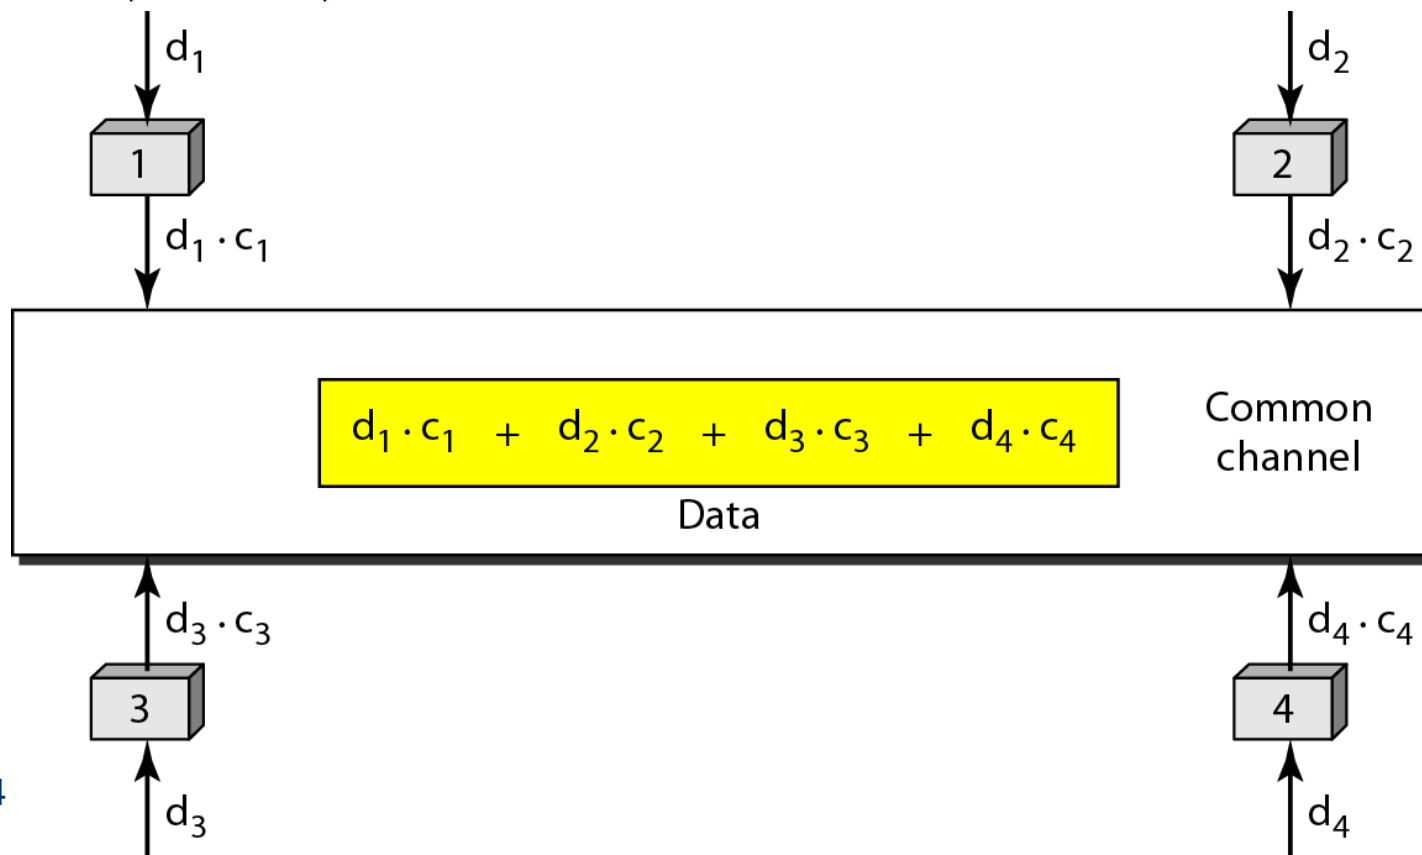 d₁ d₂
1 2
d₁ · c₁ d₂ · c₂
d₁ · c₁ + d₂ · c₂ + d₃ · c₃ + d₄ · c₄
Common
channel
Data
d₃ · c₃ d₄ · c₄
3 4
d₃ d₄